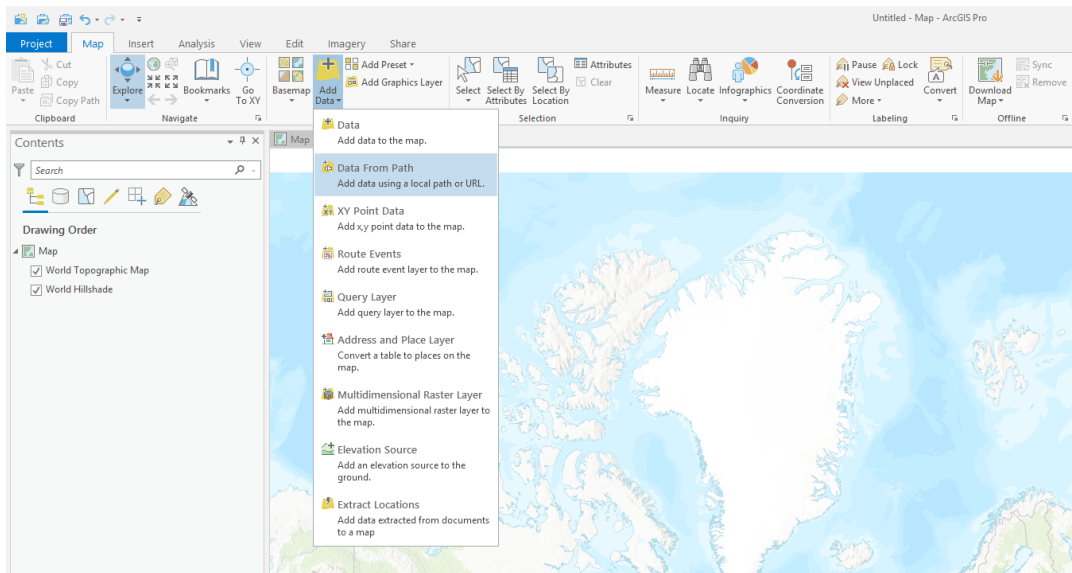 Untitled - Map - ArcGIS Pro
Project Map Insert Analysis View Edit Imagery Share
Paste
Cut
Copy
Copy Path
Clipboard
Explore
Bookmarks
Go
To XY
Navigate
Basemap
Add
Data
Add Preset
Add Graphics Layer
Select
Select By
Attributes
Select By
Location
Attributes
Clear
Selection
Measure
Locate
Infographics
Coordinate
Conversion
Inquiry
Pause
Lock
View Unplaced
More
Convert
Labeling
Download
Map
Sync
Remove
Offline
Contents
Search
Drawing Order
Map
World Topographic Map
World Hillshade
Map
Data
Add data to the map.
Data From Path
Add data using a local path or URL.
XY Point Data
Add x,y point data to the map.
Route Events
Add route event layer to the map.
Query Layer
Add query layer to the map.
Address and Place Layer
Convert a table to places on the
map.
Multidimensional Raster Layer
Add multidimensional raster layer to
the map.
Elevation Source
Add an elevation source to the
ground.
Extract Locations
Add data extracted from documents
to a map